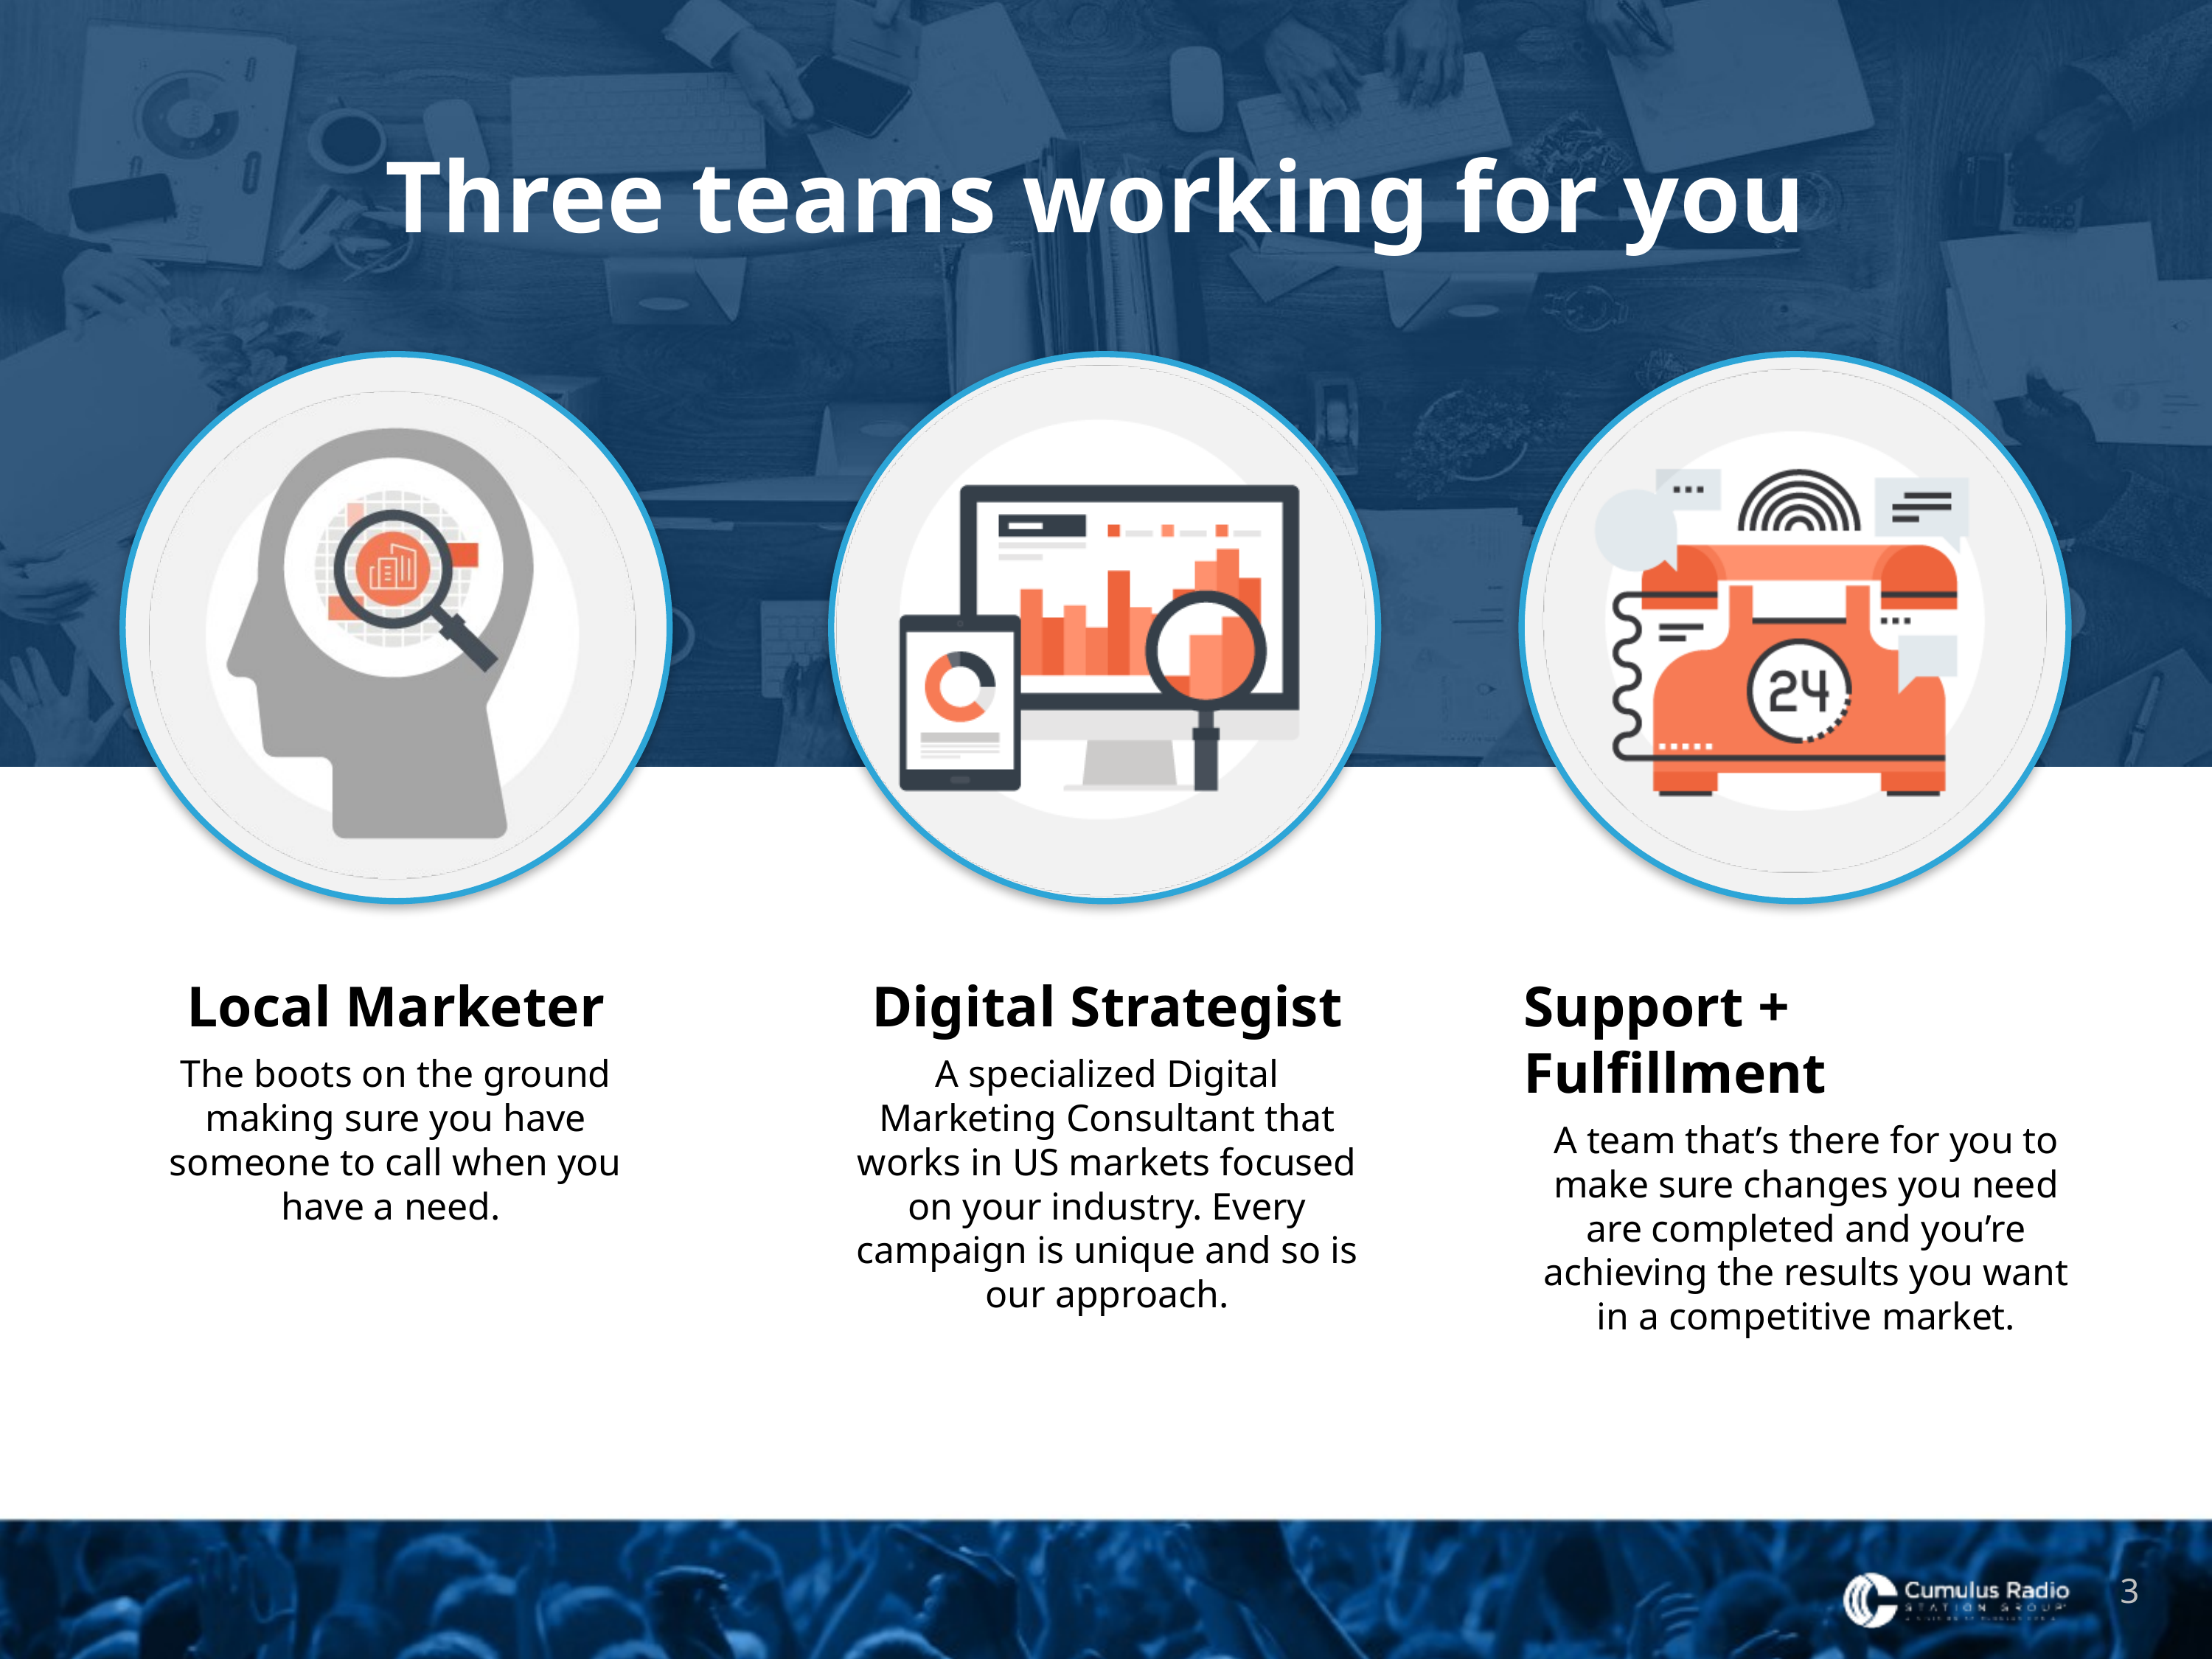 Three teams working for you
24
Local Marketer
The boots on the ground
making sure you have
someone to call when you
have a need.
Digital Strategist
A specialized Digital
Marketing Consultant that
works in US markets focused
on your industry. Every
campaign is unique and so is
our approach.
Support +
Fulfillment
A team that’s there for you to
make sure changes you need
are completed and you’re
achieving the results you want
in a competitive market.
Cumulus Radio
STATION GROUP
3